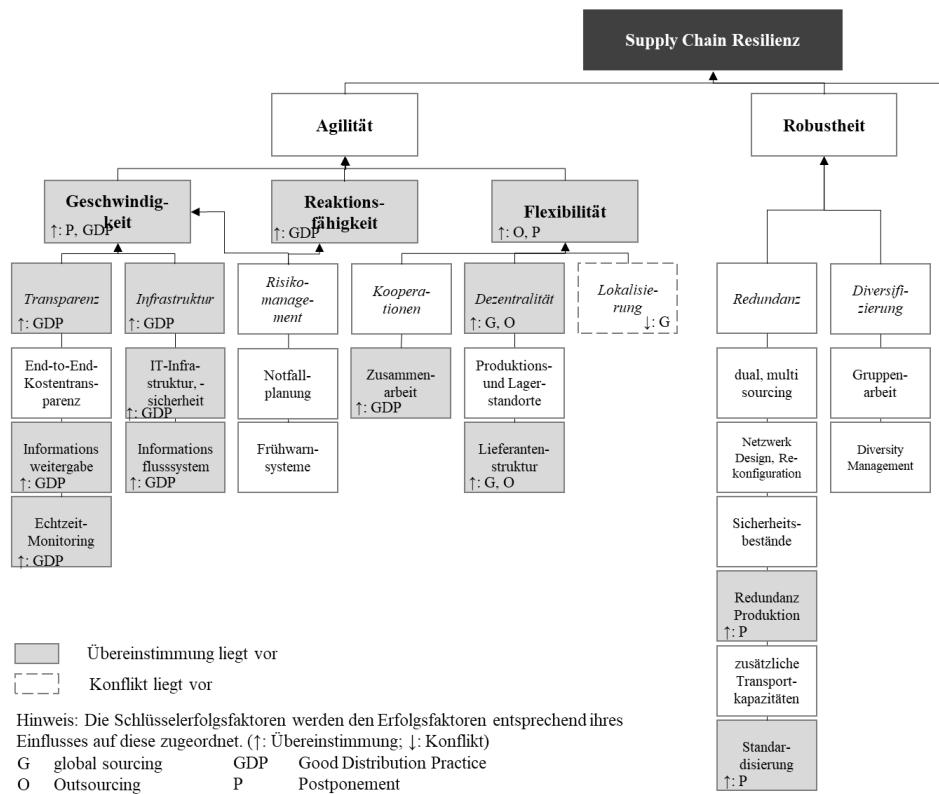 Supply Chain Resilienz
Agilität
Robustheit
Geschwindig-
keit
↑: P, GDP
Reaktions-
fähigkeit
↑: GDP
Flexibilität
↑: O, P
Transparenz
↑: GDP
Infrastruktur
↑: GDP
Risiko-
manage-
ment
Koopera-
tionen
Dezentralität
↑: G, O
Lokalisie-
rung
↓: G
Redundanz
Diversifi-
zierung
End-to-End-
Kostentrans-
parenz
IT-Infra-
struktur, -
sicherheit
↑: GDP
Notfall-
planung
Zusammen-
arbeit
↑: GDP
Produktions-
und Lager-
standorte
dual, multi
sourcing
Gruppen-
arbeit
Informations
weitergabe
↑: GDP
Informations
flusssystem
↑: GDP
Frühwarn-
systeme
Lieferanten-
struktur
↑: G, O
Netzwerk
Design, Re-
konfiguration
Diversity
Management
Echtzeit-
Monitoring
↑: GDP
Sicherheits-
bestände
Redundanz
Produktion
↑: P
zusätzliche
Transport-
kapazitäten
Standar-
disierung
↑: P
Übereinstimmung liegt vor
Konflikt liegt vor
Hinweis: Die Schlüsselerfolgsfaktoren werden den Erfolgsfaktoren entsprechend ihres
Einflusses auf diese zugeordnet. (↑: Übereinstimmung; ↓: Konflikt)
G global sourcing GDP Good Distribution Practice
O Outsourcing P Postponement